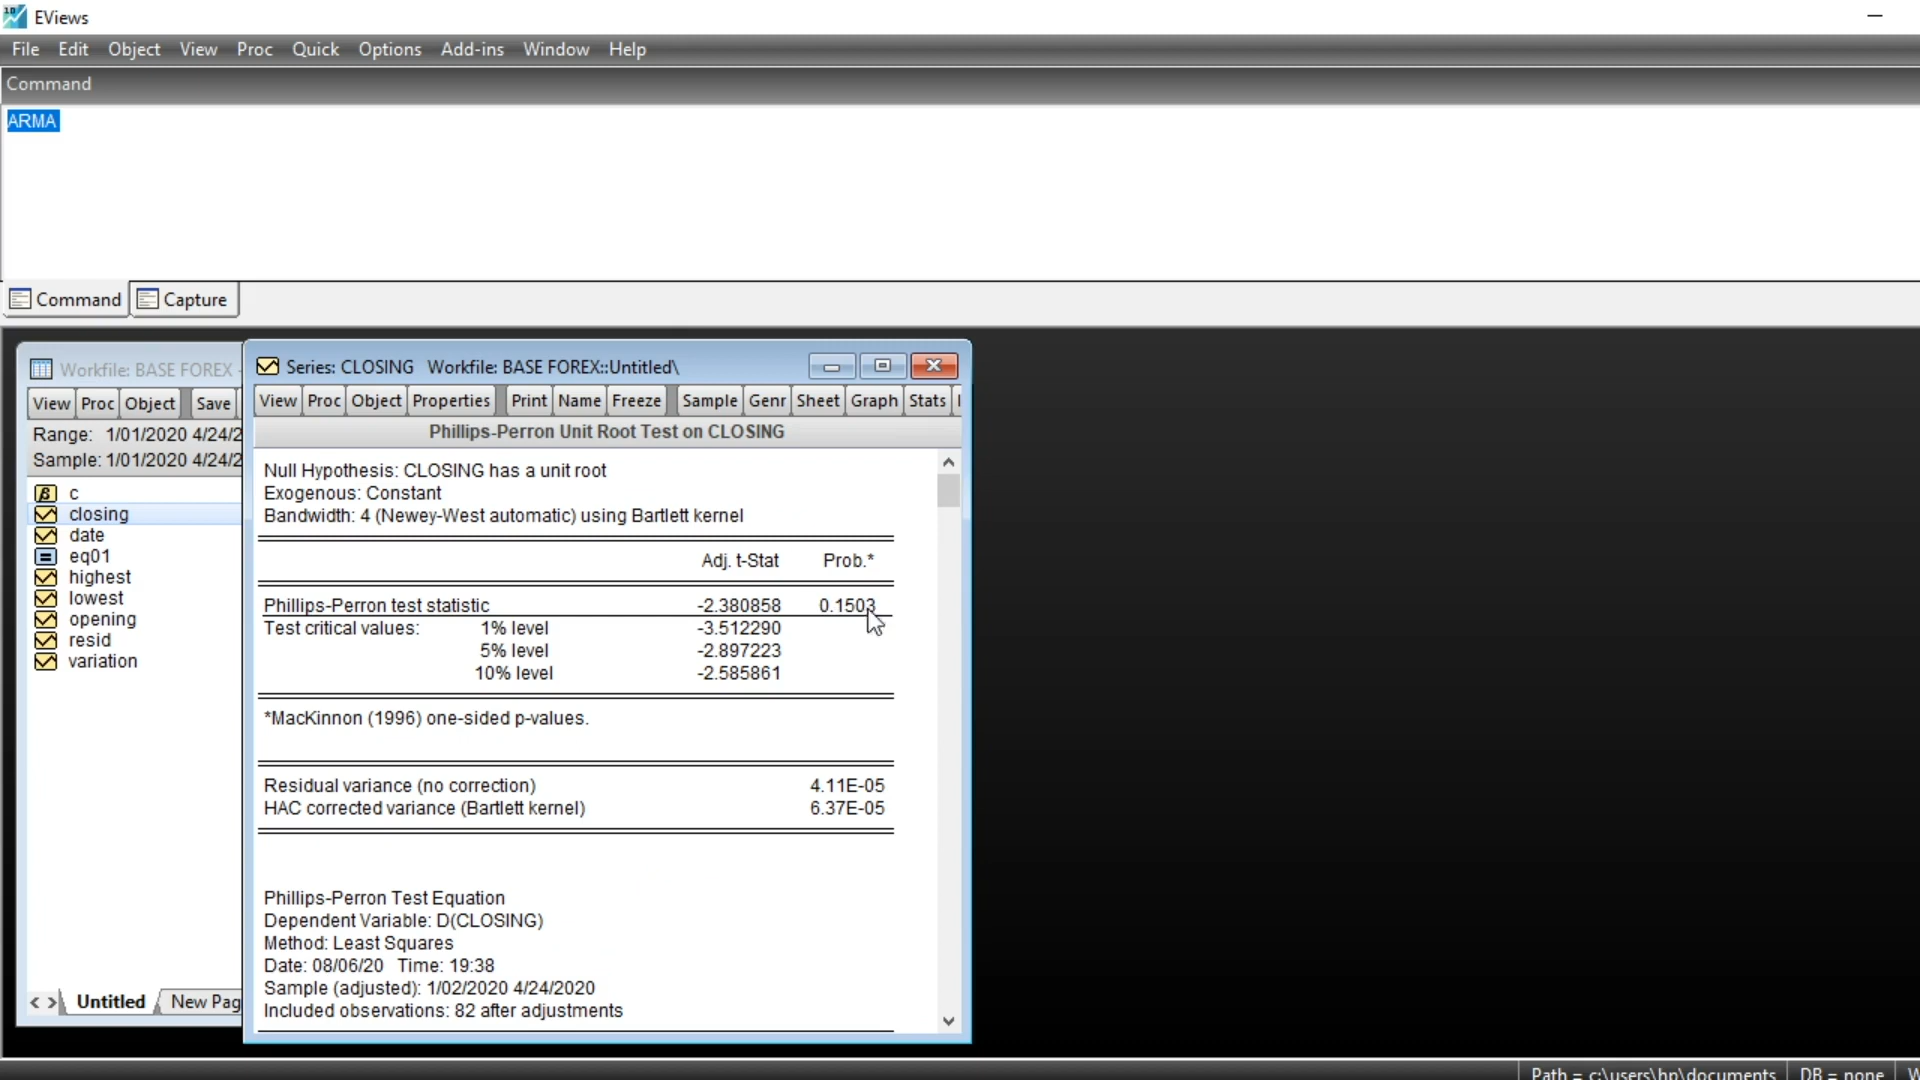 EViews
File Edit Object View Proc Quick Options Add-ins Window Help
Command
ARMA
Command Capture
Workfile: BASE FOREX -
View Proc Object Save
Range: 1/01/2020 4/24/2
Sample: 1/01/2020 4/24/2
c
closing
date
eq01
highest
lowest
opening
resid
variation
< > Untitled New Pag
Series: CLOSING Workfile: BASE FOREX::Untitled\
View Proc Object Properties Print Name Freeze Sample Genr Sheet Graph Stats
Phillips-Perron Unit Root Test on CLOSING
Null Hypothesis: CLOSING has a unit root
Exogenous: Constant
Bandwidth: 4 (Newey-West automatic) using Bartlett kernel
Adj. t-Stat Prob.*
Phillips-Perron test statistic -2.380858 0.1503
Test critical values: 1% level -3.512290
5% level -2.897223
10% level -2.585861
*MacKinnon (1996) one-sided p-values.
Residual variance (no correction) 4.11E-05
HAC corrected variance (Bartlett kernel) 6.37E-05
Phillips-Perron Test Equation
Dependent Variable: D(CLOSING)
Method: Least Squares
Date: 08/06/20 Time: 19:38
Sample (adjusted): 1/02/2020 4/24/2020
Included observations: 82 after adjustments
Path = c:\users\hp\documents DB = none